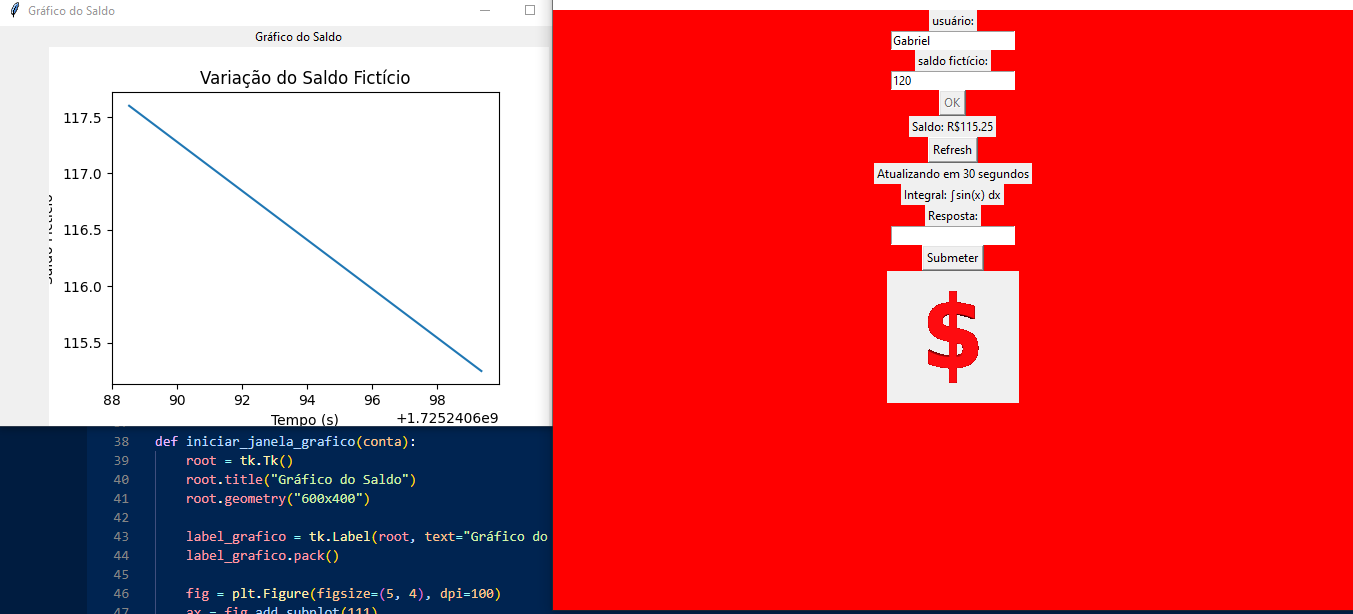 Gráfico do Saldo
Gráfico do Saldo
Variação do Saldo Fictício
117.5
117.0
116.5
116.0
115.5
88 90 92 94 96 98
+1.7252406e9
Tempo (s)
38 def iniciar_janela_grafico(conta):
39 root = tk.Tk()
40 root.title("Gráfico do Saldo")
41 root.geometry("600x400")
42
43 label_grafico = tk.Label(root, text="Gráfico do
44 label_grafico.pack()
45
46 fig = plt.Figure(figsize=(5, 4), dpi=100)
47 ax = fig.add_subplot(111)
usuário:
Gabriel
saldo fictício:
120
OK
Saldo: R$115.25
Refresh
Atualizando em 30 segundos
Integral: ∫sin(x) dx
Resposta:
Submeter
$